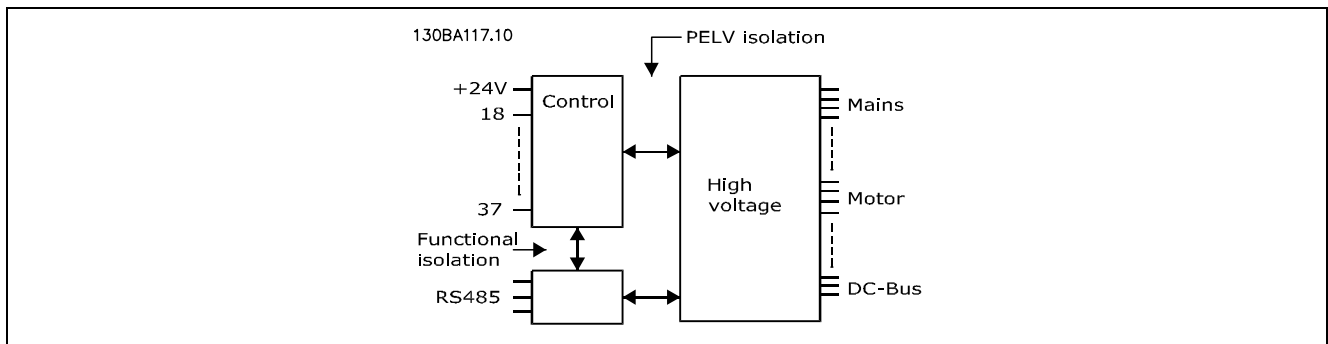 130BA117.10
PELV isolation
+24V
Control
Mains
18
High
voltage
Motor
37
Functional
isolation
RS485
DC-Bus